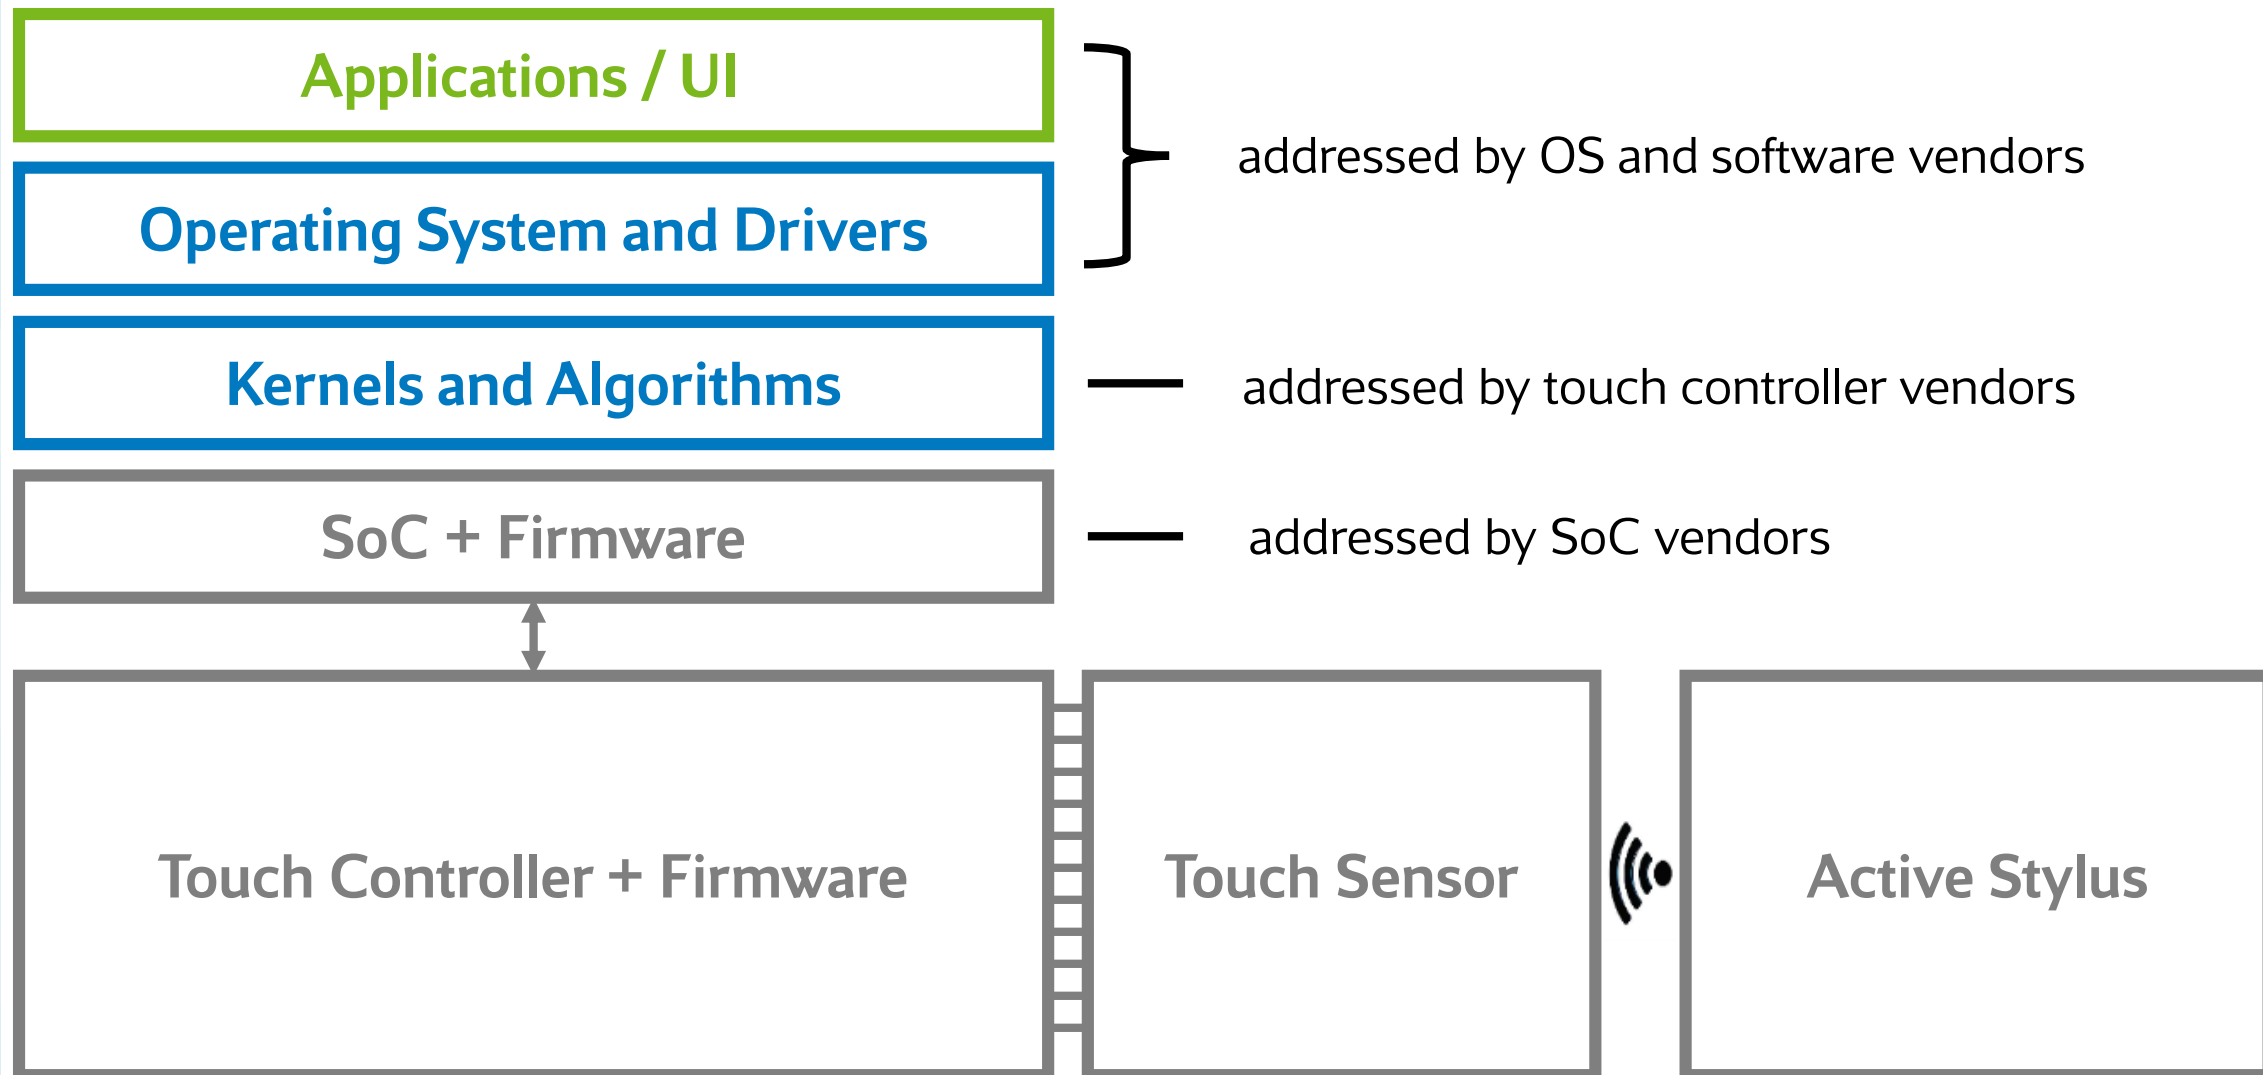 Applications / UI
addressed by OS and software vendors
Operating System and Drivers
Kernels and Algorithms
addressed by touch controller vendors
SoC + Firmware
addressed by SoC vendors
Touch Controller + Firmware
Touch Sensor
Active Stylus